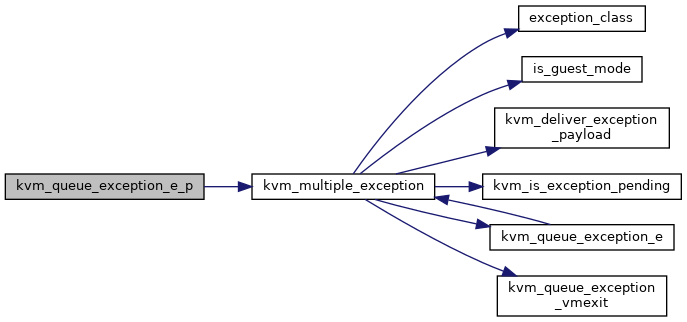 exception_class
is_guest_mode
kvm_deliver_exception
_payload
kvm_queue_exception_e_p
kvm_multiple_exception
kvm_is_exception_pending
kvm_queue_exception_e
kvm_queue_exception
_vmexit